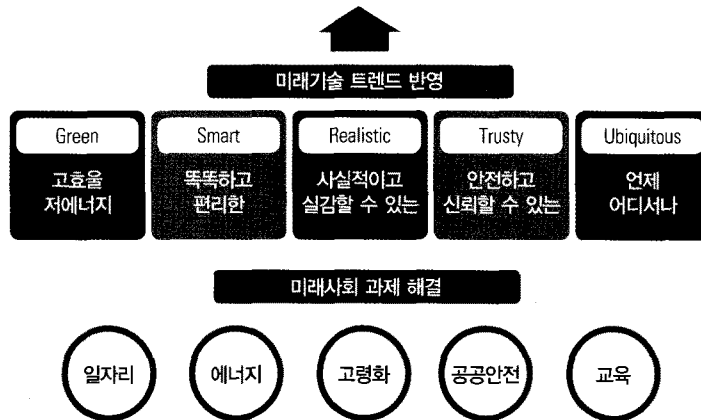 미래기술 트렌드 반영
Green
고효율
저에너지
Smart
똑똑하고
편리한
Realistic
사실적이고
실감할 수 있는
Trusty
안전하고
신뢰할 수 있는
Ubiquitous
언제
어디서나
미래사회 과제 해결
일자리
에너지
고령화
공공안전
교육